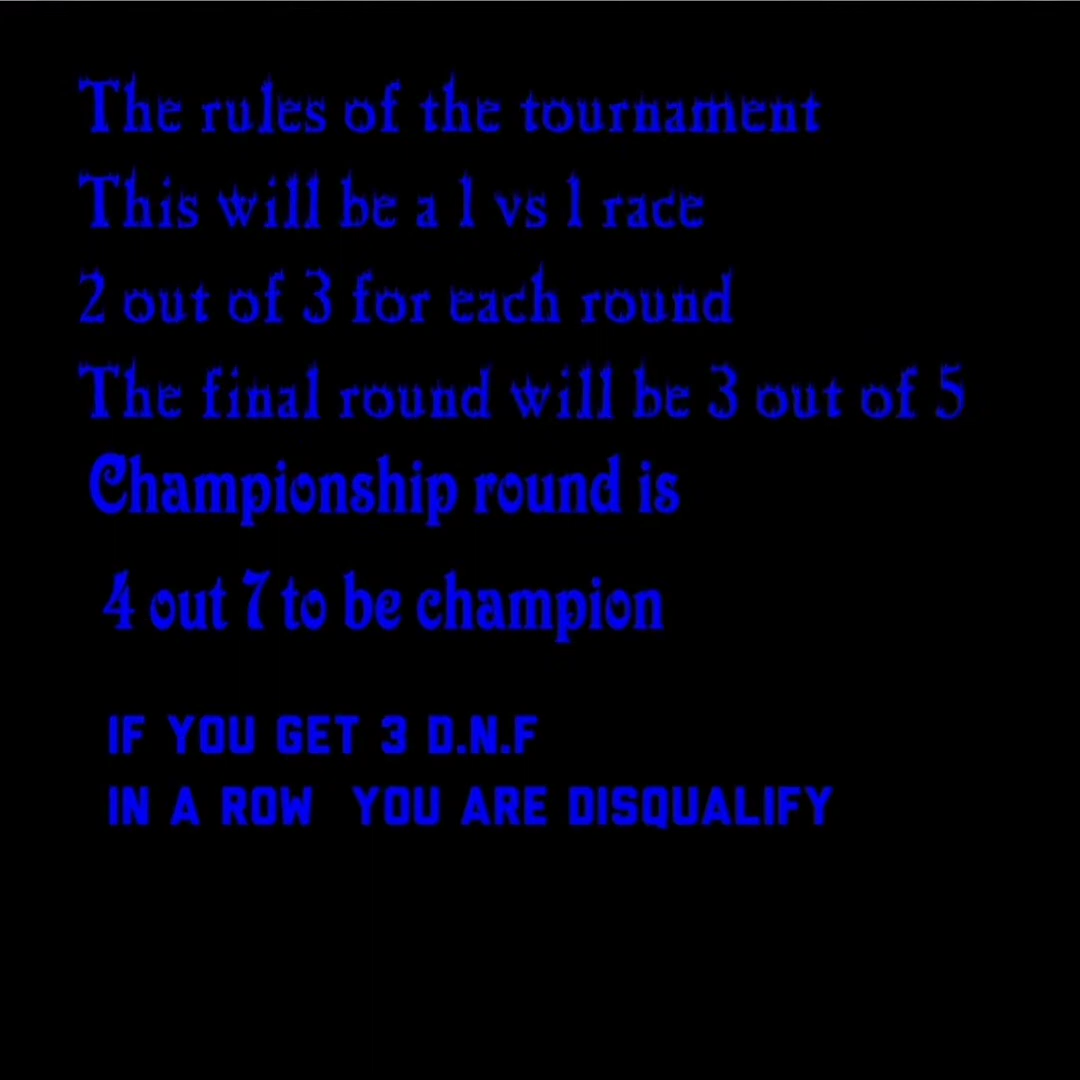 The rules of the tournament
This will be a 1 vs 1 race
2 out of 3 for each round
The final round will be 3 out of 5
Championship round is
4 out 7 to be champion
IF YOU GET 3 D.N.F
IN A ROW YOU ARE DISQUALIFY